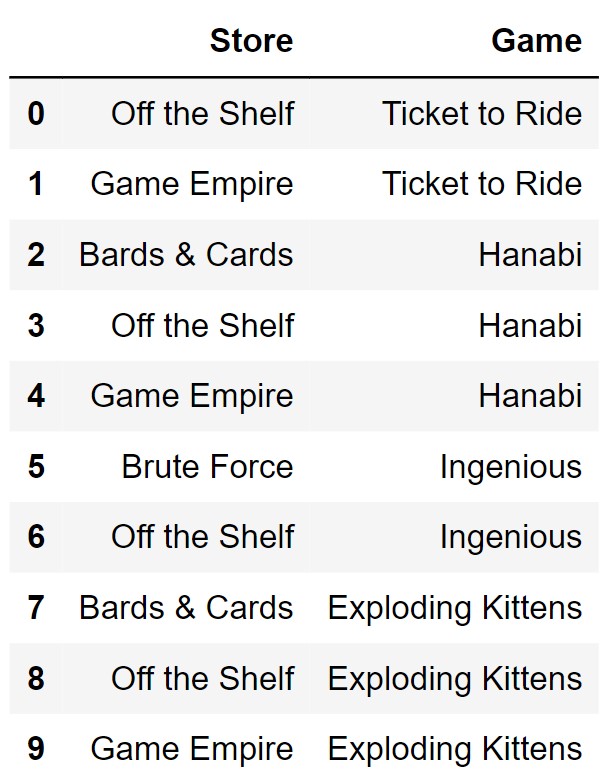 Store Game
0 Off the Shelf Ticket to Ride
1 Game Empire Ticket to Ride
2 Bards & Cards Hanabi
3 Off the Shelf Hanabi
4 Game Empire Hanabi
5 Brute Force Ingenious
6 Off the Shelf Ingenious
7 Bards & Cards Exploding Kittens
8 Off the Shelf Exploding Kittens
9 Game Empire Exploding Kittens